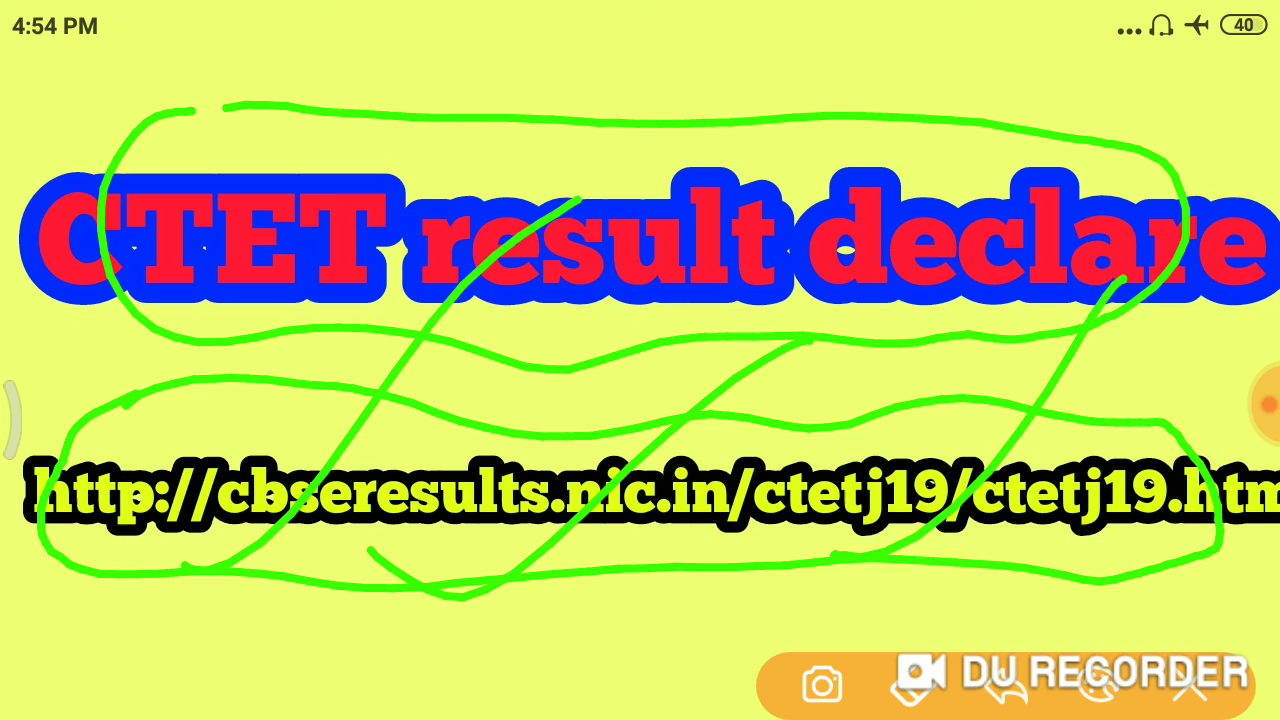 4:54 PM
40
CTET result declare
http://cbseresults.nic.in/ctetj19/ctetj19.htm
DU RECORDER